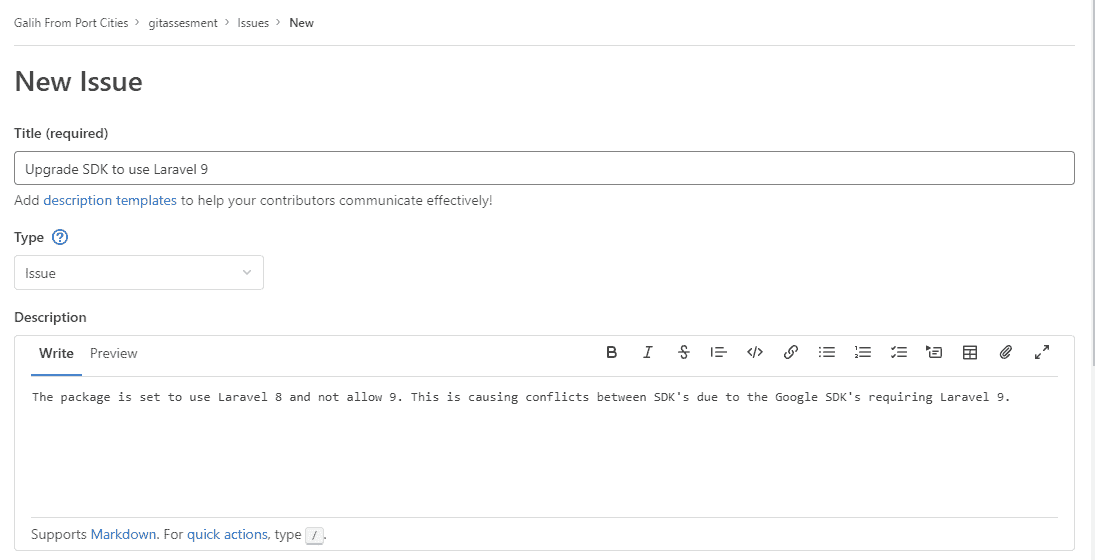 Galih From Port Cities > gitassesment > Issues > New
New Issue
Title (required)
Upgrade SDK to use Laravel 9
Add description templates to help your contributors communicate effectively!
Type ?
Issue
Description
Write Preview B I S </>
The package is set to use Laravel 8 and not allow 9. This is causing conflicts between SDK's due to the Google SDK's requiring Laravel 9.
Supports Markdown. For quick actions, type /.